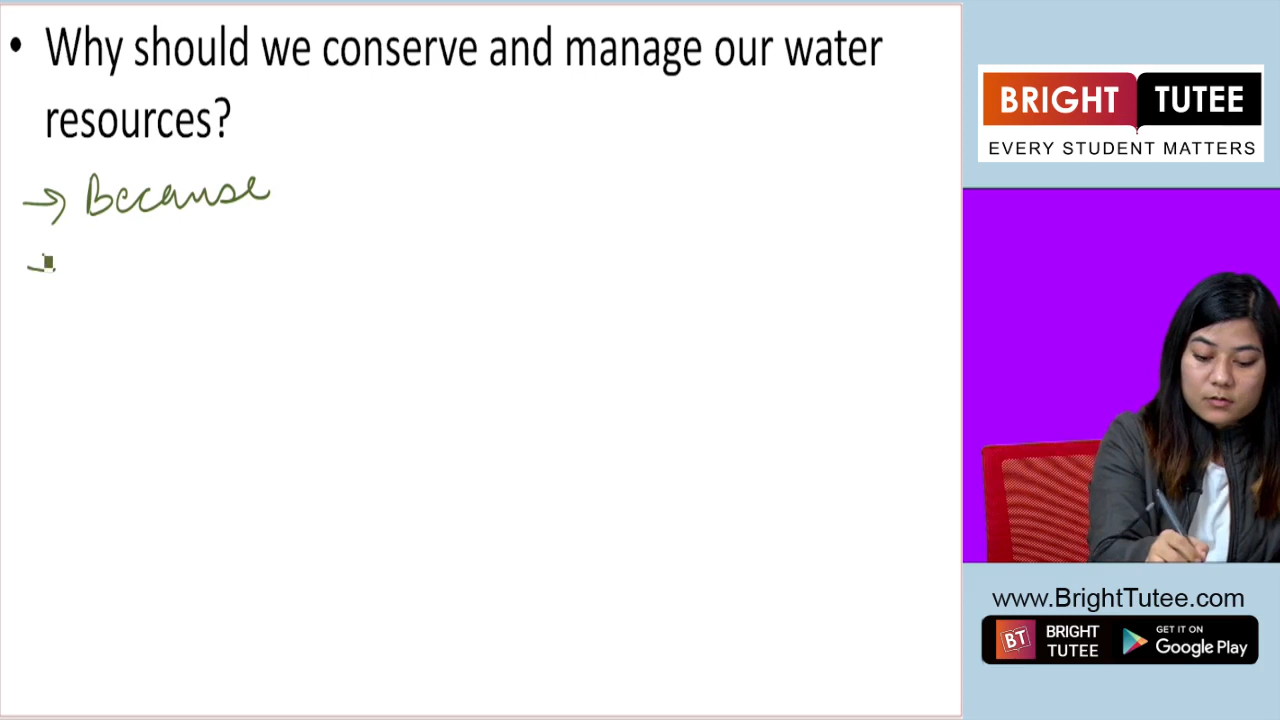 • Why should we conserve and manage our water
resources?
→ Because
BRIGHT TUTEE
EVERY STUDENT MATTERS
www.BrightTutee.com
BT BRIGHT TUTEE
GET IT ON Google Play